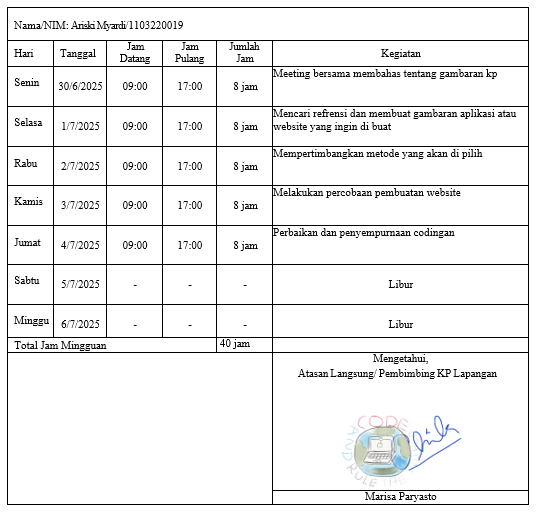 Nama/NIM: Ariski Myardi/1103220019
Hari Tanggal Jam Datang Jam Pulang Jumlah Jam Kegiatan
Senin 30/6/2025 09:00 17:00 8 jam Meeting bersama membahas tentang gambaran kp
Selasa 1/7/2025 09:00 17:00 8 jam Mencari refrensi dan membuat gambaran aplikasi atau
website yang ingin di buat
Rabu 2/7/2025 09:00 17:00 8 jam Mempertimbangkan metode yang akan di pilih
Kamis 3/7/2025 09:00 17:00 8 jam Melakukan percobaan pembuatan website
Jumat 4/7/2025 09:00 17:00 8 jam Perbaikan dan penyempurnaan codingan
Sabtu 5/7/2025 - - - Libur
Minggu 6/7/2025 - - - Libur
Total Jam Mingguan 40 jam
Mengetahui,
Atasan Langsung/ Pembimbing KP Lapangan
CODE
AND RULE THE
Marisa Paryasto